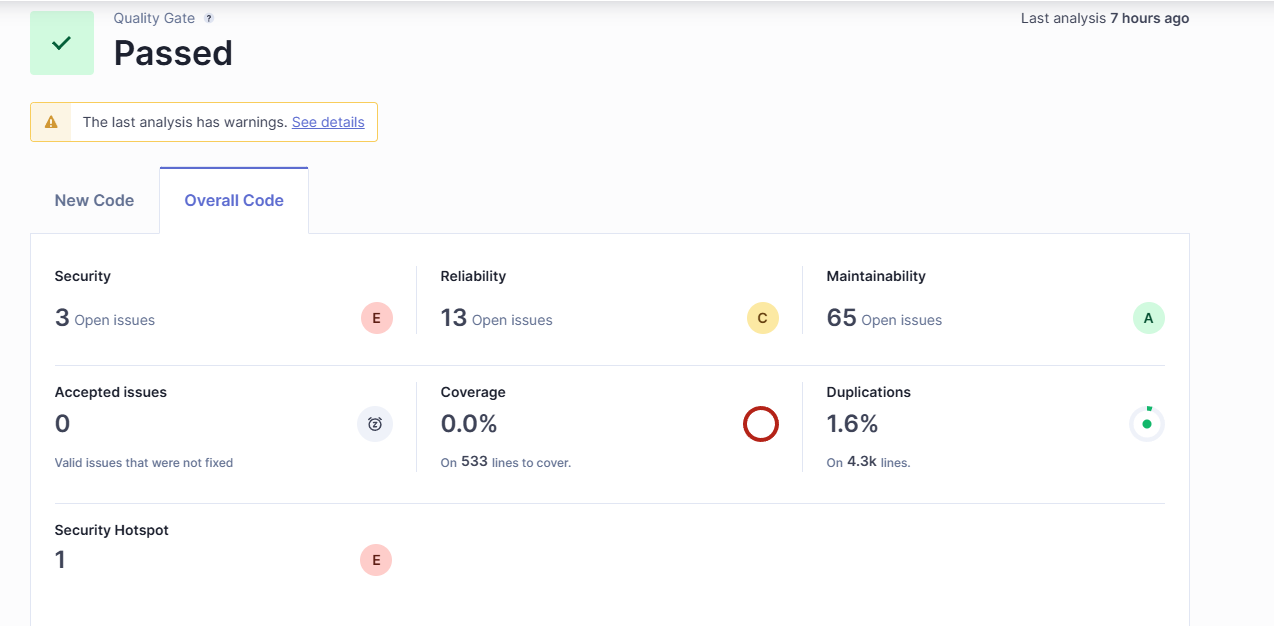 Quality Gate ?
Last analysis 7 hours ago
Passed
The last analysis has warnings. See details
New Code
Overall Code
Security
Reliability
Maintainability
3 Open issues
E
13 Open issues
C
65 Open issues
A
Accepted issues
Coverage
Duplications
0
z
0.0%
1.6%
Valid issues that were not fixed
On 533 lines to cover.
On 4.3k lines.
Security Hotspot
1
E